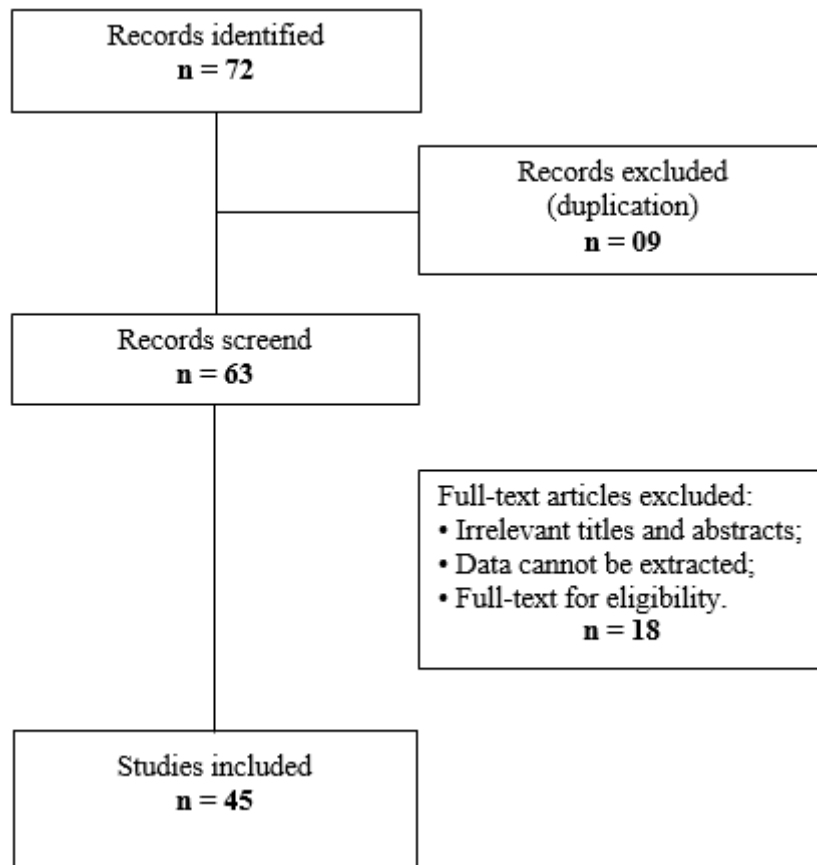 Records identified
n = 72
Records excluded
(duplication)
n = 09
Records screend
n = 63
Full-text articles excluded:
• Irrelevant titles and abstracts;
• Data cannot be extracted;
• Full-text for eligibility.
n = 18
Studies included
n = 45